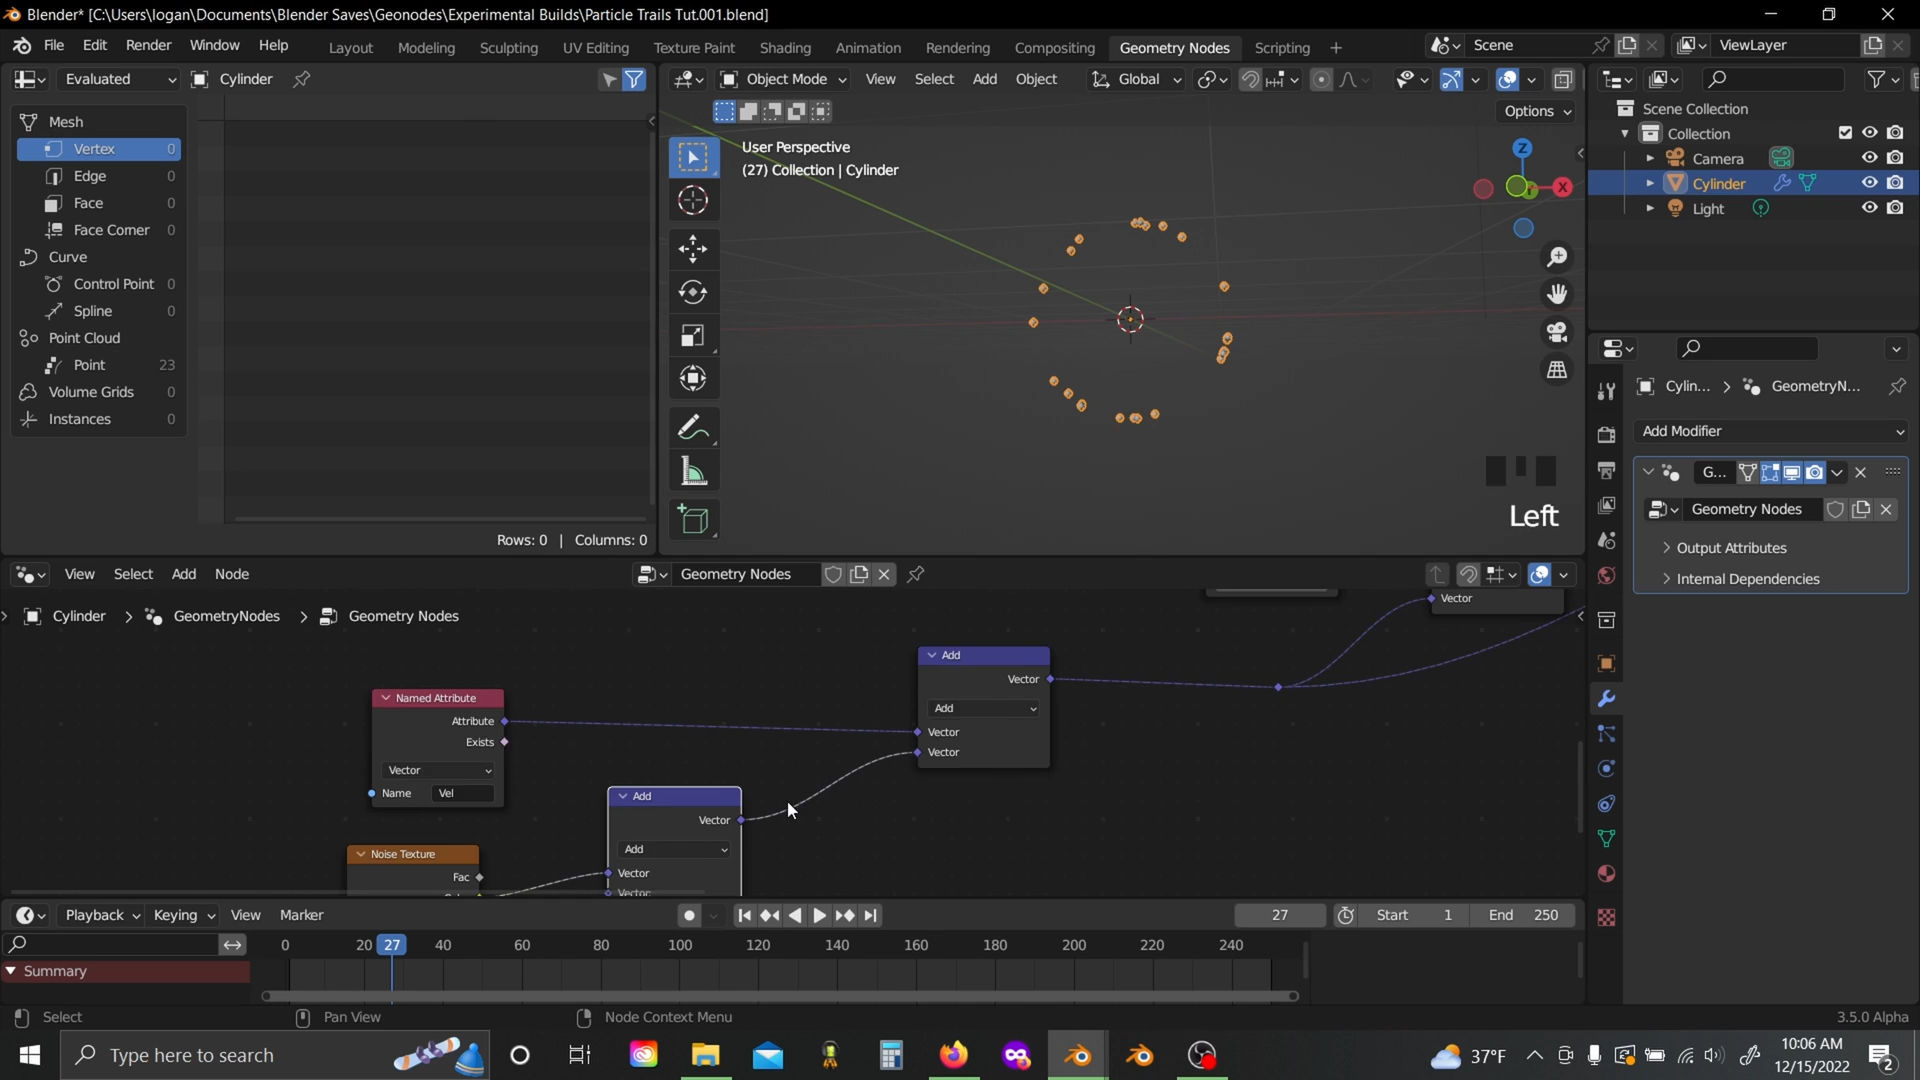 Blender* [C:\Users\logan\Documents\Blender Saves\Geonodes\Experimental Builds\Particle Trails Tut.001.blend]
File Edit Render Window Help Layout Modeling Sculpting UV Editing Texture Paint Shading Animation Rendering Compositing Geometry Nodes Scripting + Scene ViewLayer
Evaluated Cylinder
Object Mode View Select Add Object Global
Options
Mesh
Vertex 0
Edge 0
Face 0
Face Corner 0
Curve
Control Point 0
Spline 0
Point Cloud
Point 23
Volume Grids 0
Instances 0
Rows: 0 | Columns: 0
User Perspective
(27) Collection | Cylinder
Z
X
Left
Scene Collection
Collection
Camera
Cylinder
Light
Cylin... > GeometryN...
Add Modifier
G...
Geometry Nodes
Output Attributes
Internal Dependencies
View Select Add Node Geometry Nodes
Cylinder > GeometryNodes > Geometry Nodes
Vector
Add
Vector
Add
Vector
Vector
Named Attribute
Attribute
Exists
Vector
Name Vel
Add
Vector
Add
Vector
Vector
Noise Texture
Fac
Playback Keying View Marker 27 Start 1 End 250
0 20 27 40 60 80 100 120 140 160 180 200 220 240
Summary
Select Pan View Node Context Menu 3.5.0 Alpha
Type here to search
37°F
10:06 AM
12/15/2022
2